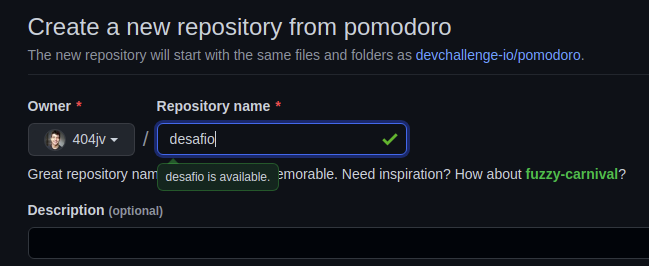 Create a new repository from pomodoro
The new repository will start with the same files and folders as devchallenge-io/pomodoro.
Owner *
Repository name *
404jv / desafio
Great repository nam emorable. Need inspiration? How about fuzzy-carnival?
desafio is available.
Description (optional)